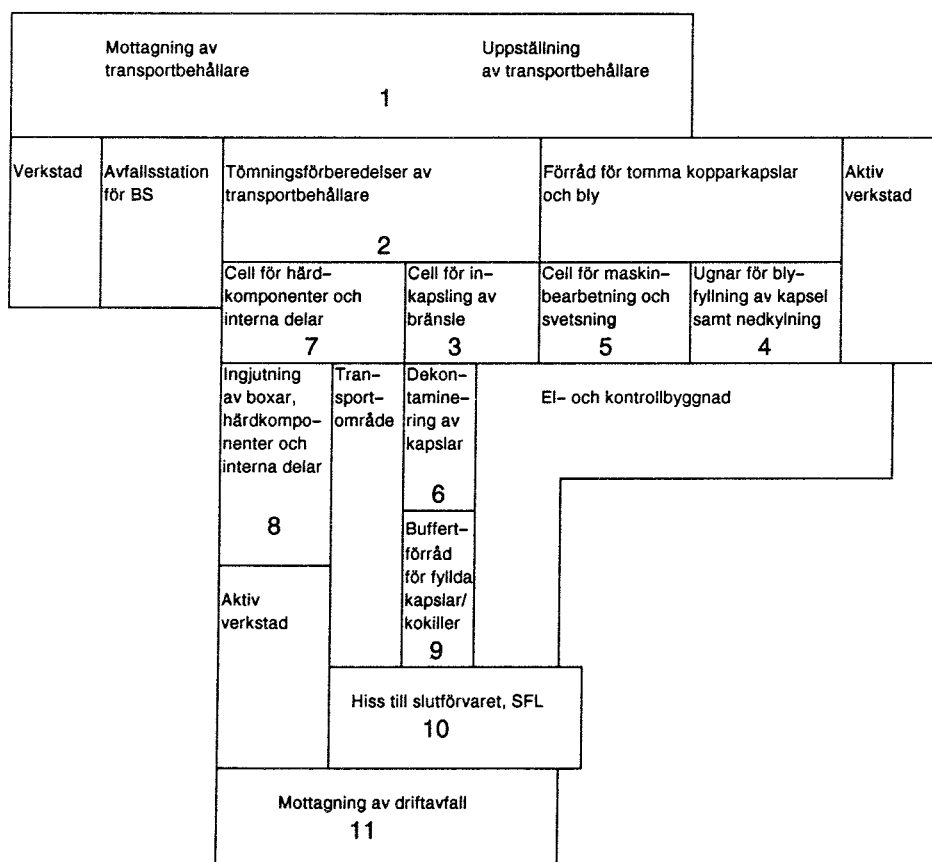 Mottagning av
transportbehållare
Uppställning
av transportbehållare
1
Verkstad
Avfallsstation
för BS
Tömningsförberedelser av
transportbehållare
2
Förråd för tomma kopparkapslar
och bly
Aktiv
verkstad
Cell för härd–
komponenter och
interna delar
7
Cell för in–
kapsling av
bränsle
3
Cell för maskin–
bearbetning och
svetsning
5
Ugnar för bly–
fyllning av kapsel
samt nedkylning
4
Ingjutning
av boxar,
härdkompo–
nenter och
interna delar
8
Tran–
sport–
område
Dekon–
tamine–
ring av
kapslar
6
El– och kontrollbyggnad
Buffert–
förråd
för fyllda
kapslar/
kokiller
9
Aktiv
verkstad
Hiss till slutförvaret, SFL
10
Mottagning av driftavfall
11